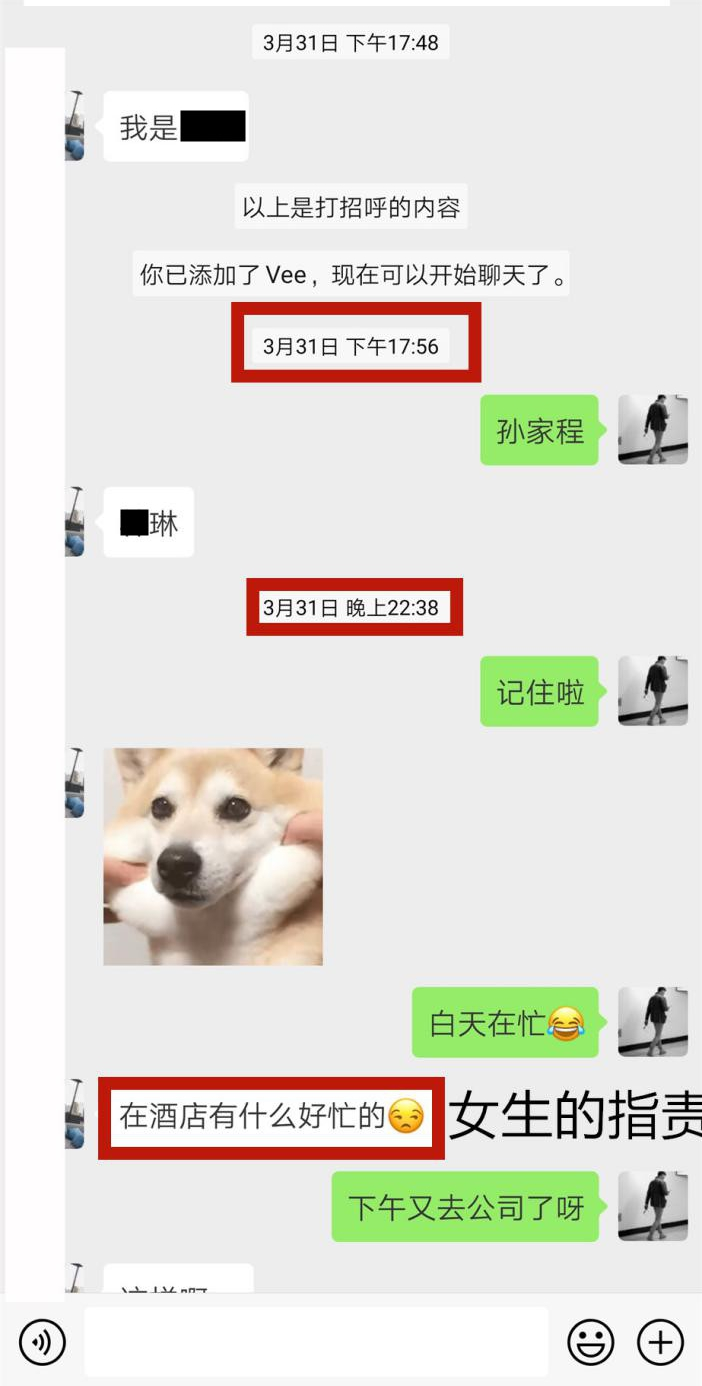 3月31日 下午17:48
我是
以上是打招呼的内容
你已添加了Vee，现在可以开始聊天了。
3月31日 下午17:56
孙家程
琳
3月31日 晚上22:38
记住啦
白天在忙😂
在酒店有什么好忙的😒
女生的指责
下午又去公司了呀
这样啊